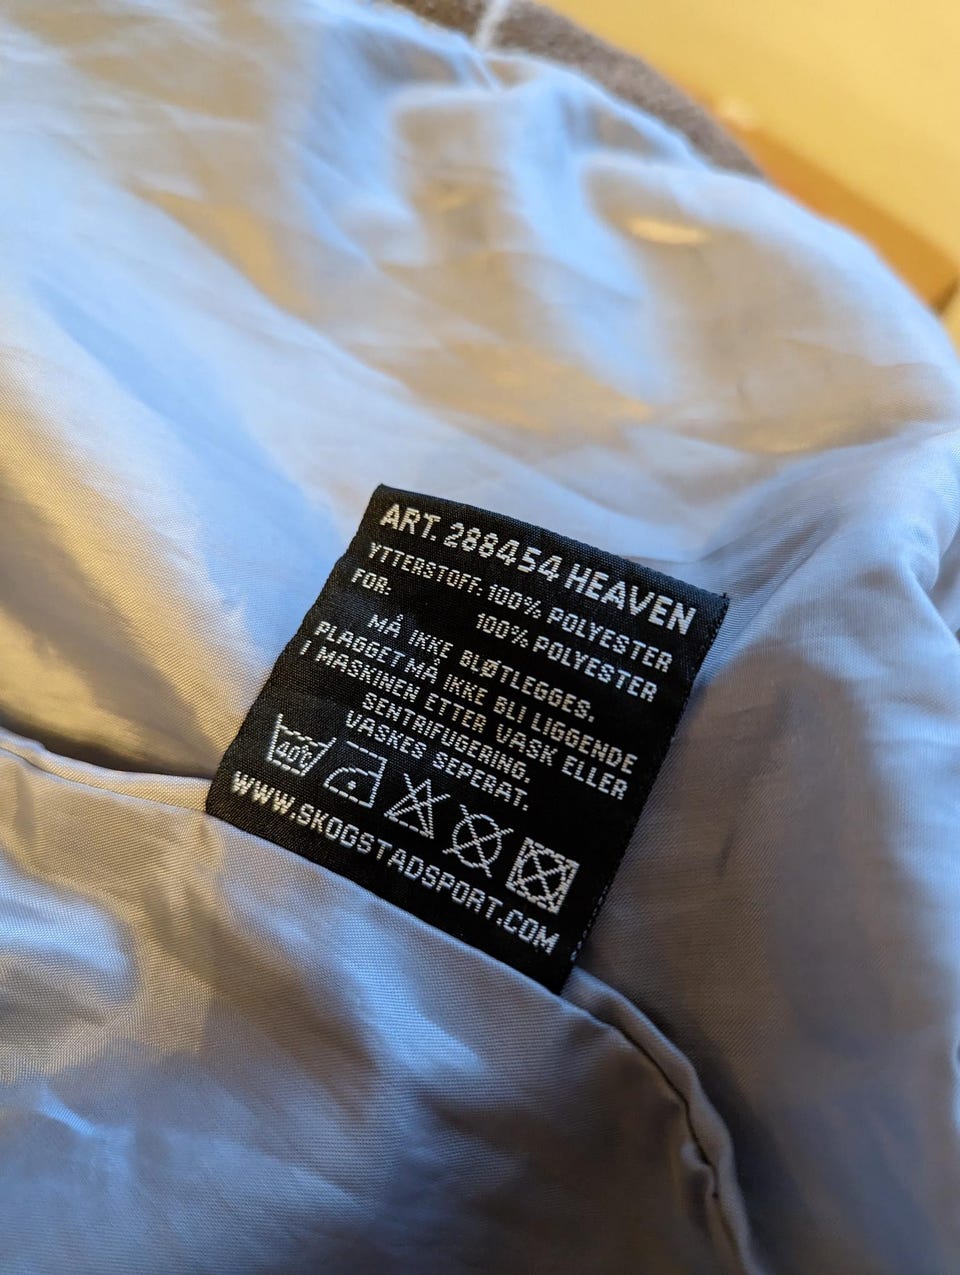 ART. 288454 HEAVEN
YTTERSTOFF: 100% POLYESTER
FOR: 100% POLYESTER
MÅ IKKE BLØTLEGGES.
PLAGGET MÅ IKKE BLI LIGGENDE
I MASKINEN ETTER VASK ELLER
SENTRIFUGERING.
VASKES SEPERAT.
40°C
WWW.SKOGSTADSPORT.COM